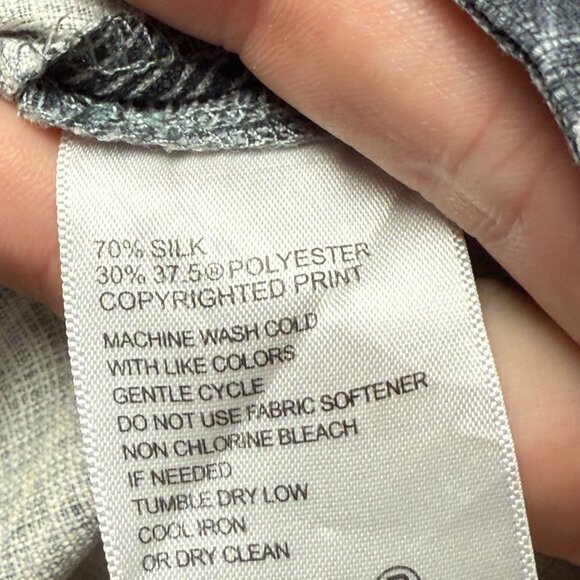 70% SILK
30% 37.5® POLYESTER
COPYRIGHTED PRINT
MACHINE WASH COLD
WITH LIKE COLORS
GENTLE CYCLE
DO NOT USE FABRIC SOFTENER
NON CHLORINE BLEACH
IF NEEDED
TUMBLE DRY LOW
COOL IRON
OR DRY CLEAN